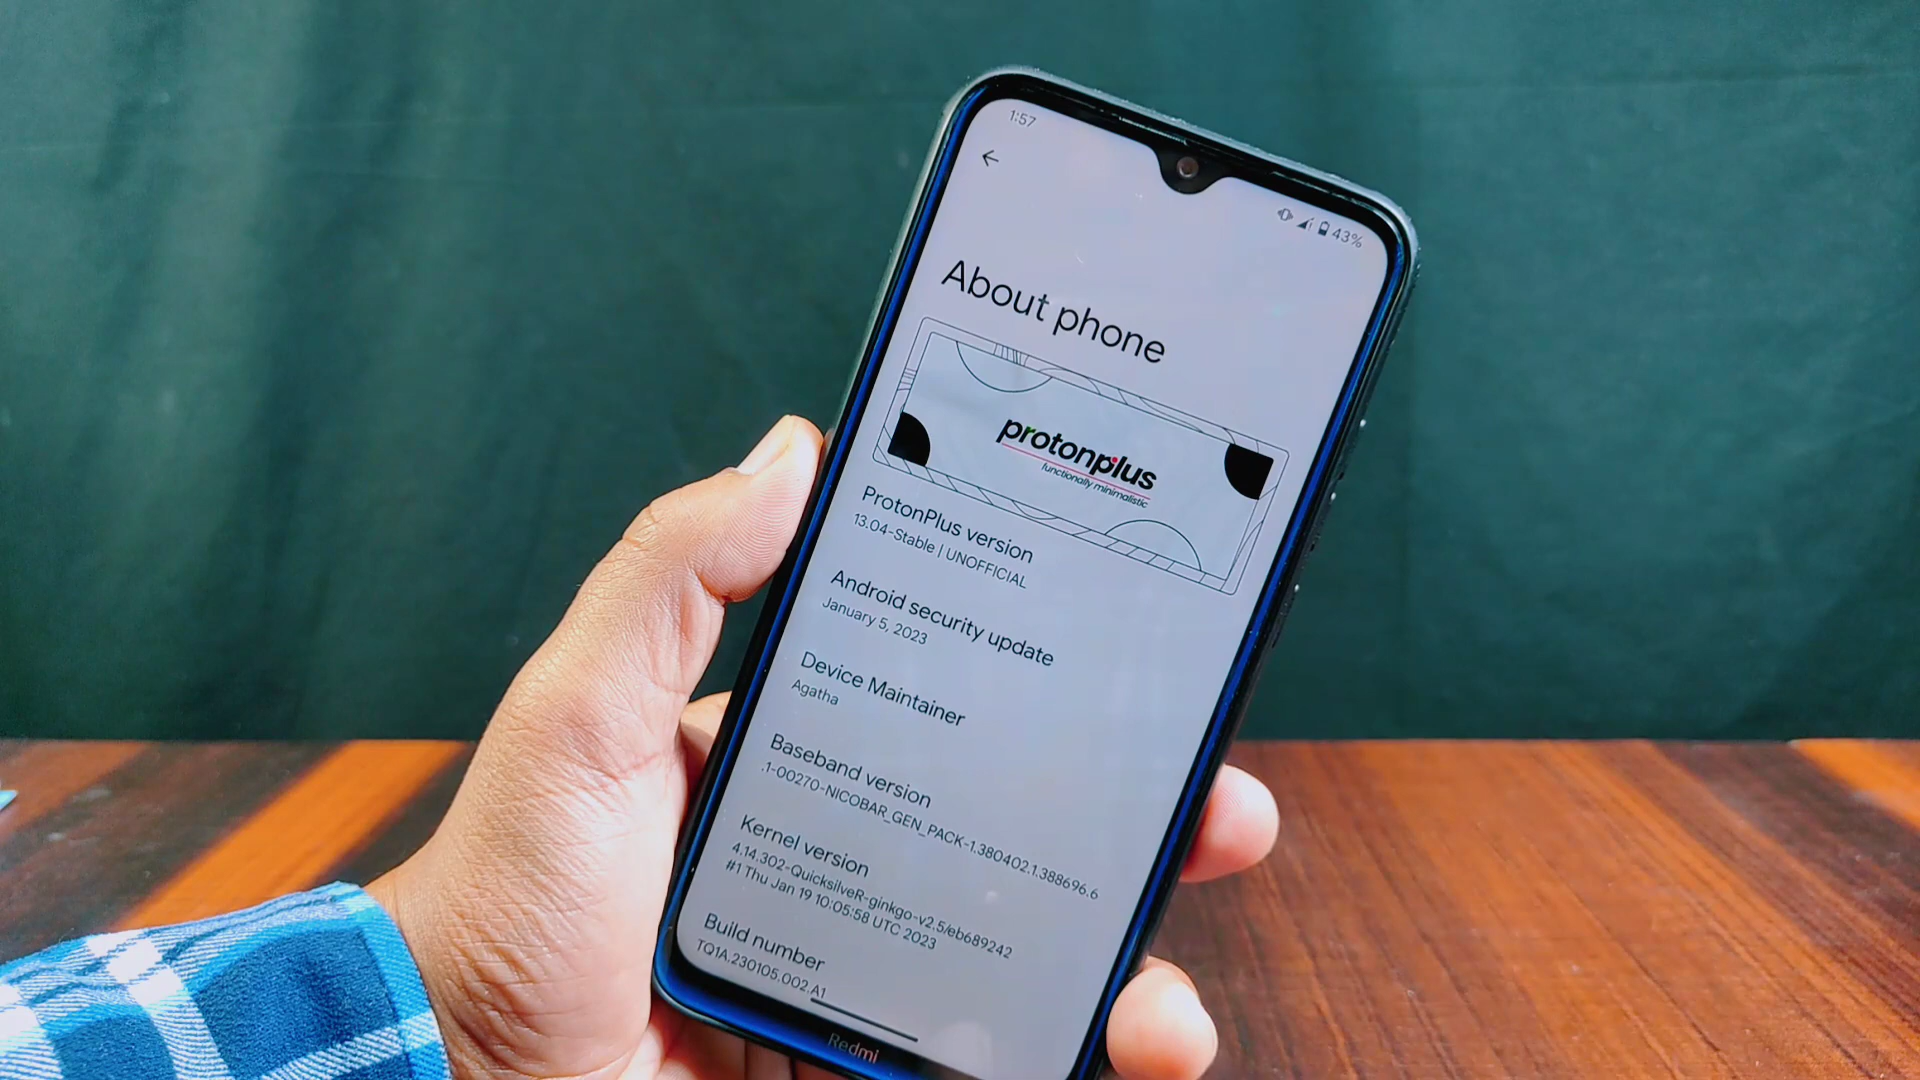 1:57
43%
About phone
protonplus
functionally minimalistic
ProtonPlus version
13.04-Stable | UNOFFICIAL
Android security update
January 5, 2023
Device Maintainer
Agatha
Baseband version
.1-00270-NICOBAR_GEN_PACK-1.380402.1.388696.6
Kernel version
4.14.302-QuicksilveR-ginkgo-v2.5/eb689242
#1 Thu Jan 19 10:05:58 UTC 2023
Build number
TQ1A.230105.002.A1
Redmi